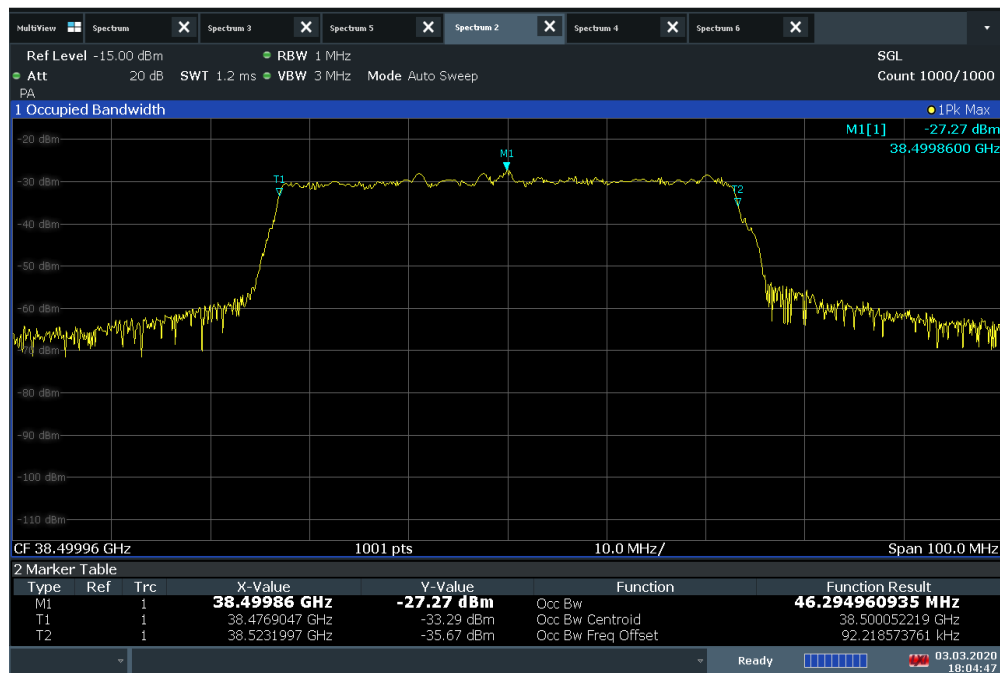 MultiView Spectrum X Spectrum 3 X Spectrum 5 X Spectrum 2 X Spectrum 4 X Spectrum 6 X
Ref Level -15.00 dBm RBW 1 MHz SGL
Att 20 dB SWT 1.2 ms VBW 3 MHz Mode Auto Sweep Count 1000/1000
PA
1 Occupied Bandwidth 1Pk Max
M1[1] -27.27 dBm
38.4998600 GHz
-20 dBm
M1
-30 dBm
T1
T2
-40 dBm
-50 dBm
-60 dBm
-70 dBm
-80 dBm
-90 dBm
-100 dBm
-110 dBm
CF 38.49996 GHz 1001 pts 10.0 MHz/ Span 100.0 MHz
2 Marker Table
Type Ref Trc X-Value Y-Value Function Function Result
M1 1 38.49986 GHz -27.27 dBm Occ Bw 46.294960935 MHz
T1 1 38.4769047 GHz -33.29 dBm Occ Bw Centroid 38.500052219 GHz
T2 1 38.5231997 GHz -35.67 dBm Occ Bw Freq Offset 92.218573761 kHz
Ready 03.03.2020
18:04:47